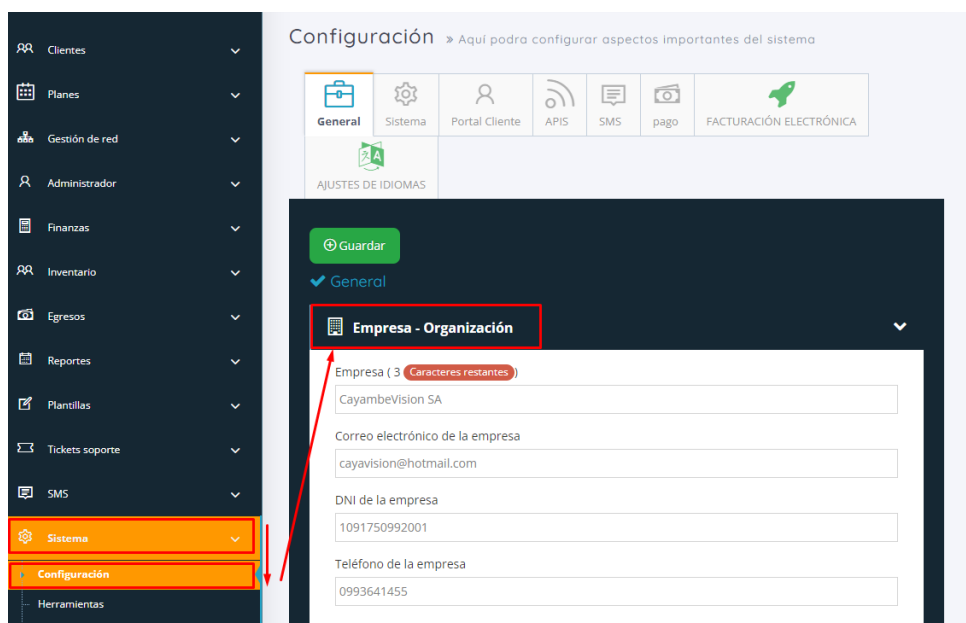 Clientes
Planes
Gestión de red
Administrador
Finanzas
Inventario
Egresos
Reportes
Plantillas
Tickets soporte
SMS
Sistema
Configuración
Herramientas
Configuración » Aquí podra configurar aspectos importantes del sistema
General Sistema Portal Cliente APIS SMS pago FACTURACIÓN ELECTRÓNICA
AJUSTES DE IDIOMAS
Guardar
General
Empresa - Organización
Empresa ( 3 Caracteres restantes )
CayambeVision SA
Correo electrónico de la empresa
cayavision@hotmail.com
DNI de la empresa
1091750992001
Teléfono de la empresa
0993641455